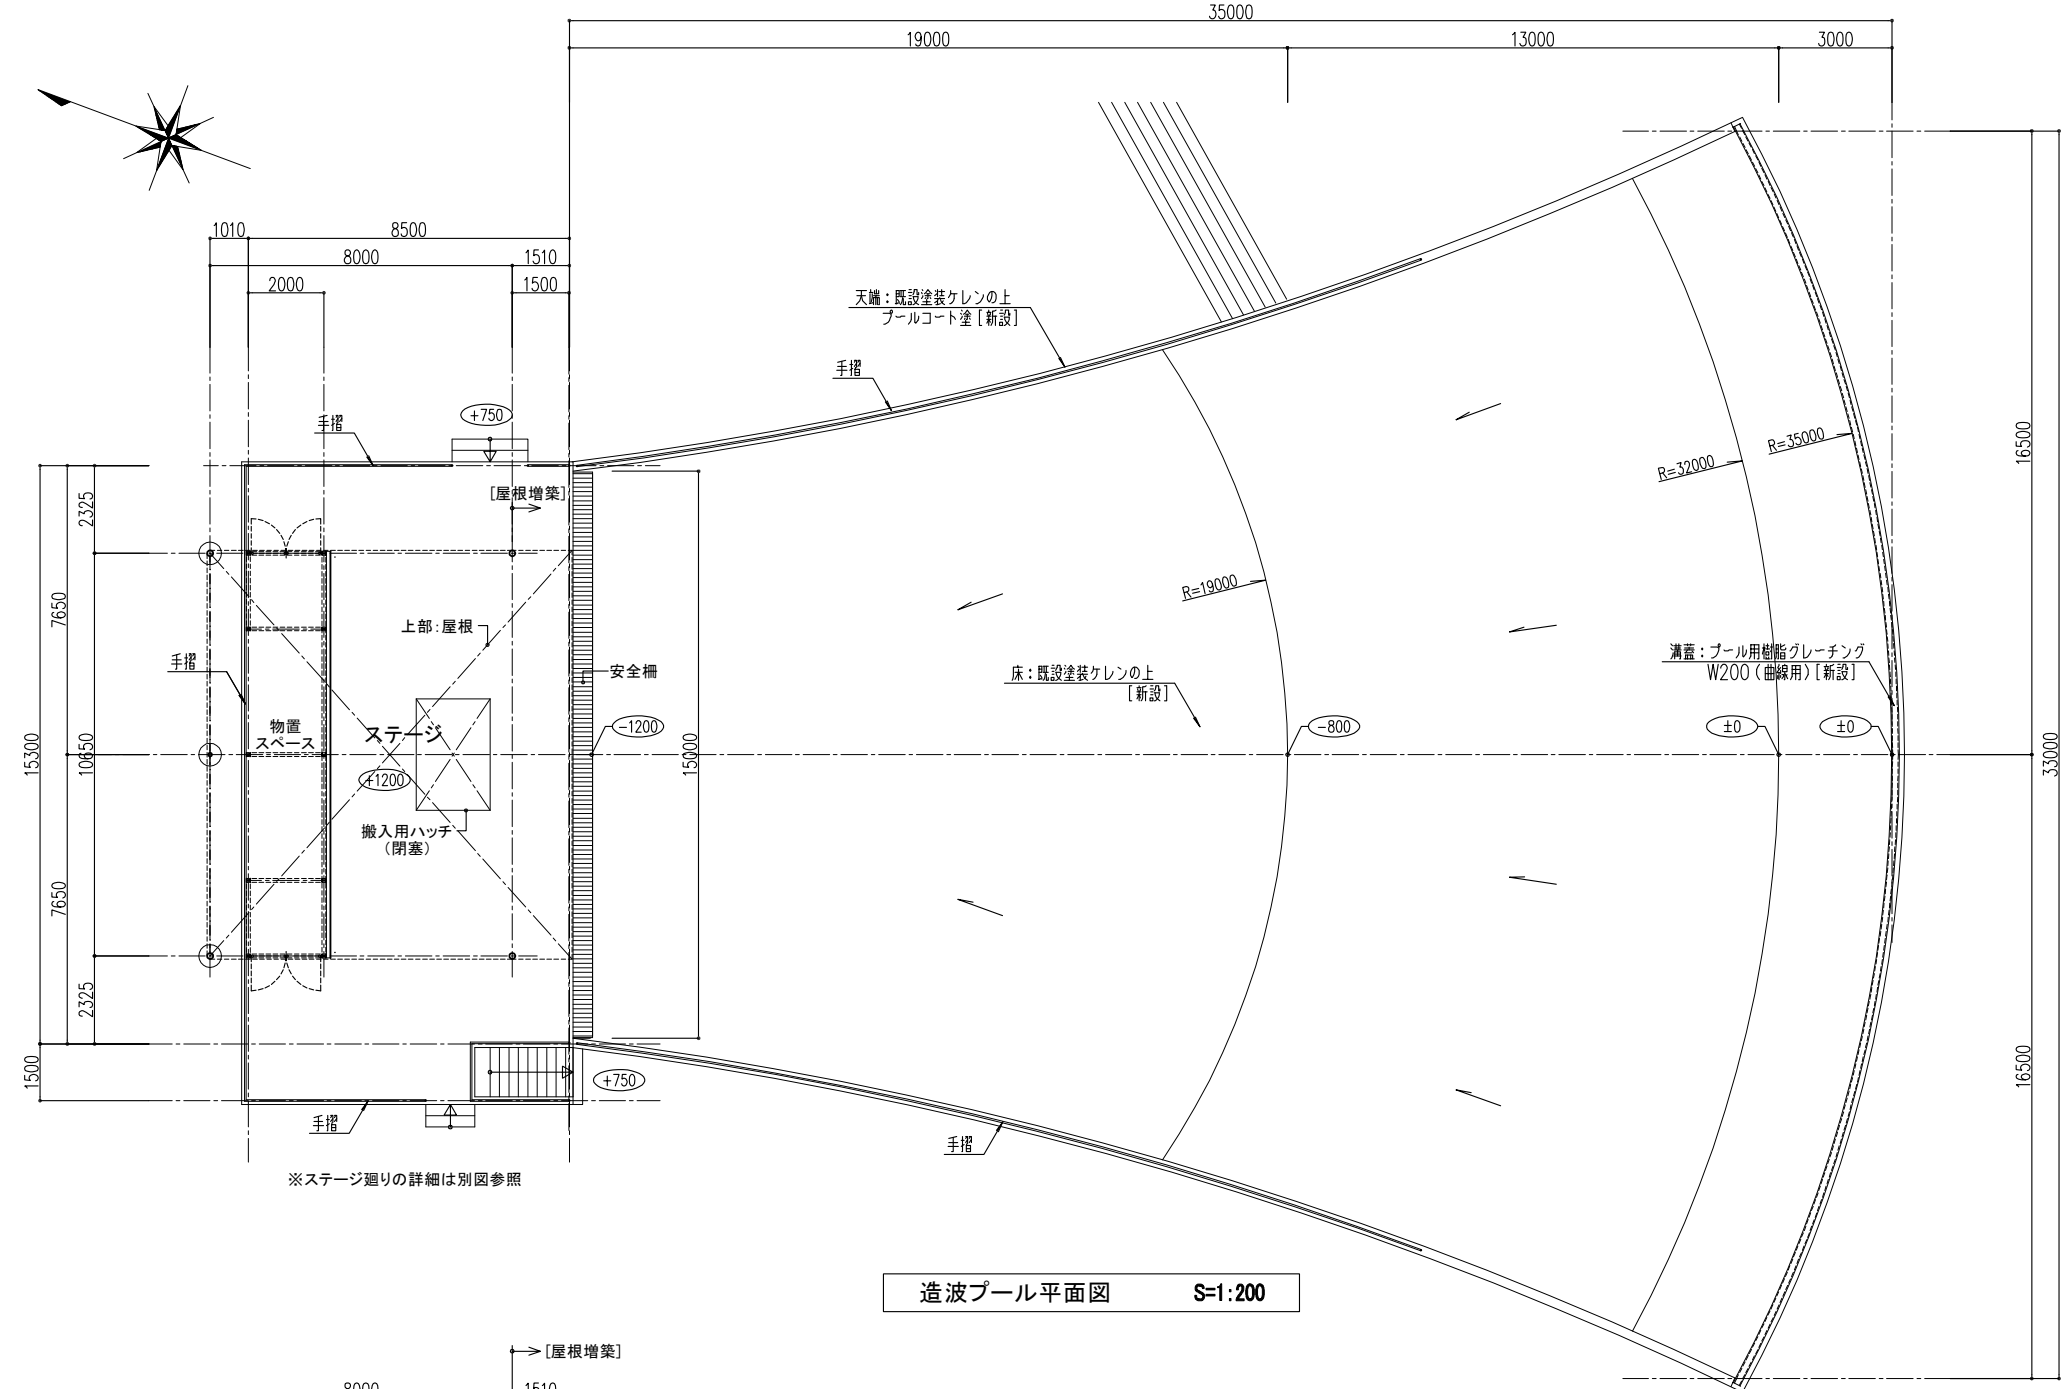 35000
19000
13000
3000
1010
8500
8000
1510
2000
1500
天端：既設塗装ケレンの上
プールコート塗［新設］
手摺
+750
手摺
[屋根増築]
R=35000
R=32000
R=19000
16500
2325
7650
上部：屋根
手摺
安全柵
溝蓋：プール用樹脂グレーチング
W200（曲線用）［新設］
床：既設塗装ケレンの上
［新設］
物置
スペース
ステージ
-1200
-800
±0
±0
+1200
15300
10650
15000
33000
搬入用ハッチ
（閉塞）
7650
2325
1500
16500
+750
手摺
手摺
※ステージ廻りの詳細は別図参照
造波プール平面図 S=1:200
[屋根増築]
8000
1510